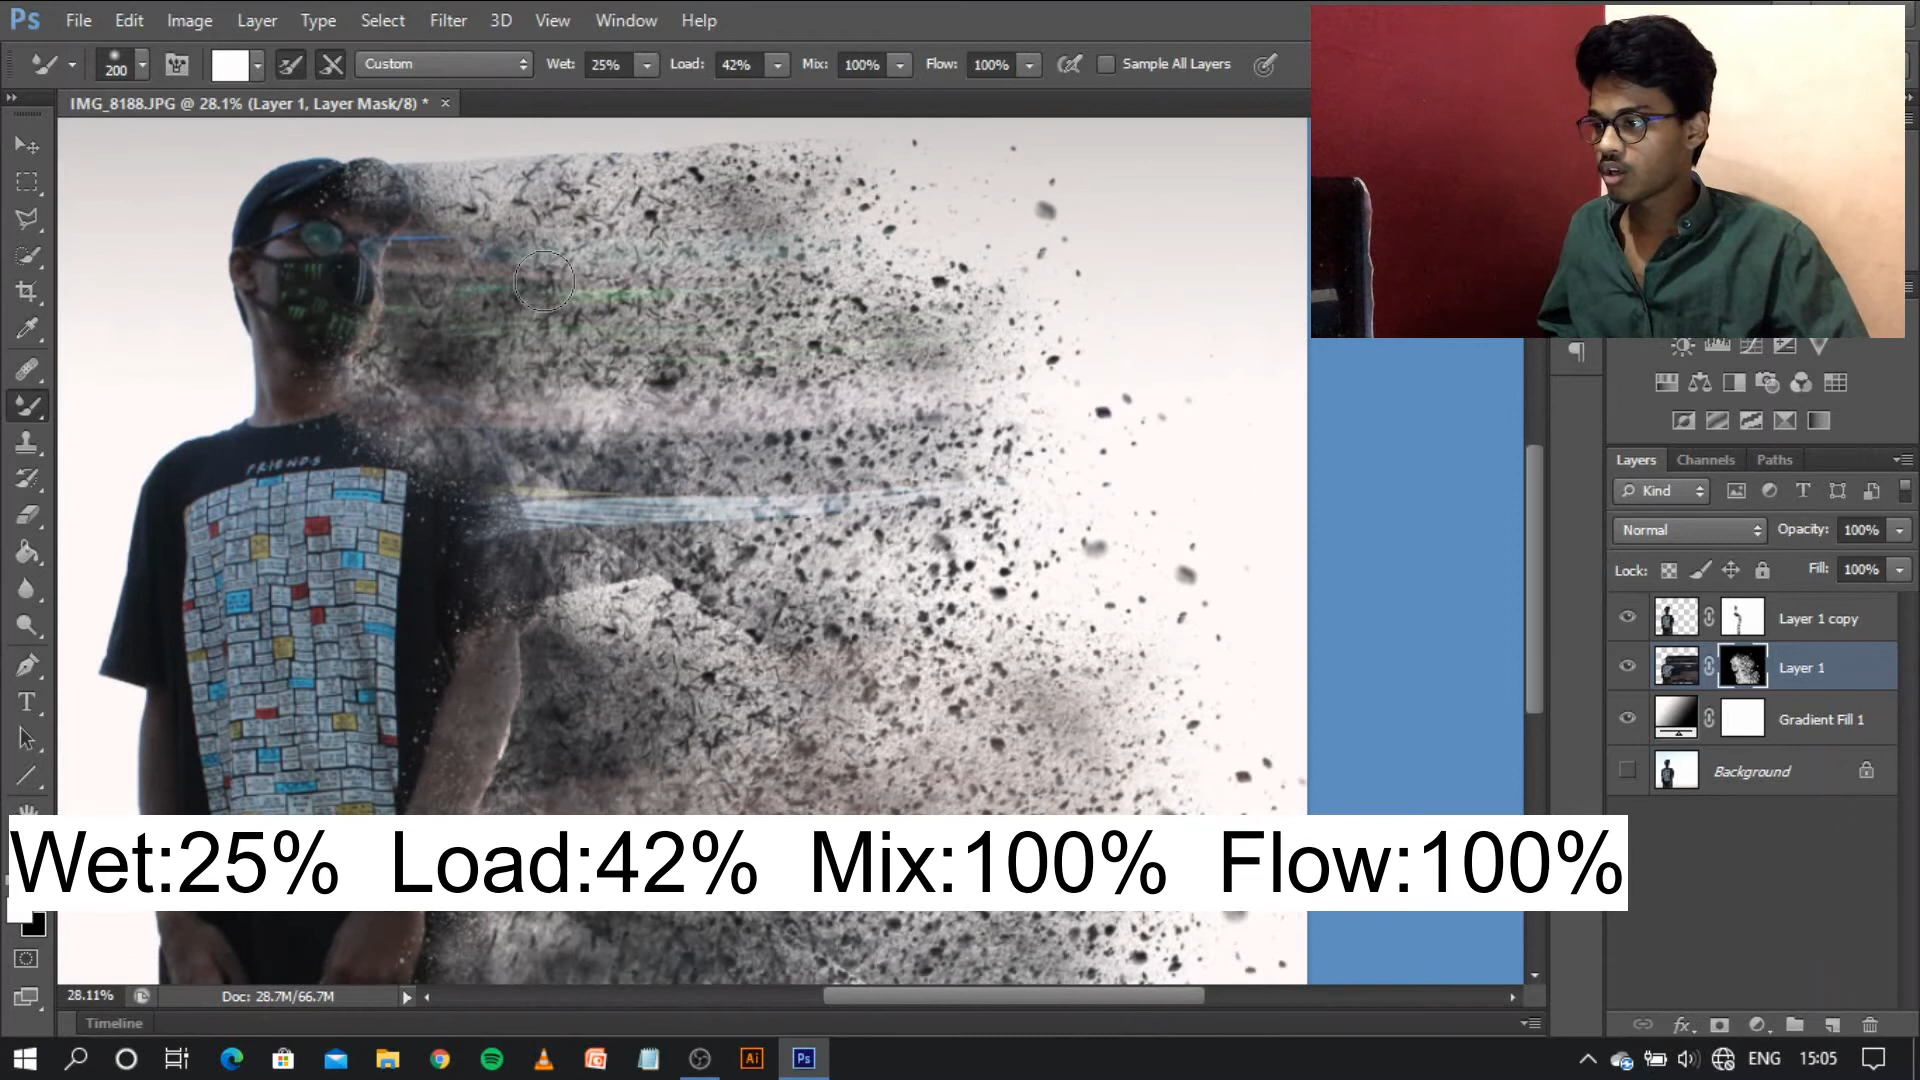 Ps File Edit Image Layer Type Select Filter 3D View Window Help
200 Custom Wet: 25% Load: 42% Mix: 100% Flow: 100% Sample All Layers
IMG_8188.JPG @ 28.1% (Layer 1, Layer Mask/8) * ×
FRIENDS
Layers Channels Paths
Kind
Normal Opacity: 100%
Lock: Fill: 100%
Layer 1 copy
Layer 1
Gradient Fill 1
Background
Wet:25% Load:42% Mix:100% Flow:100%
28.11% Doc: 28.7M/66.7M
Timeline
Ai Ps ENG 15:05